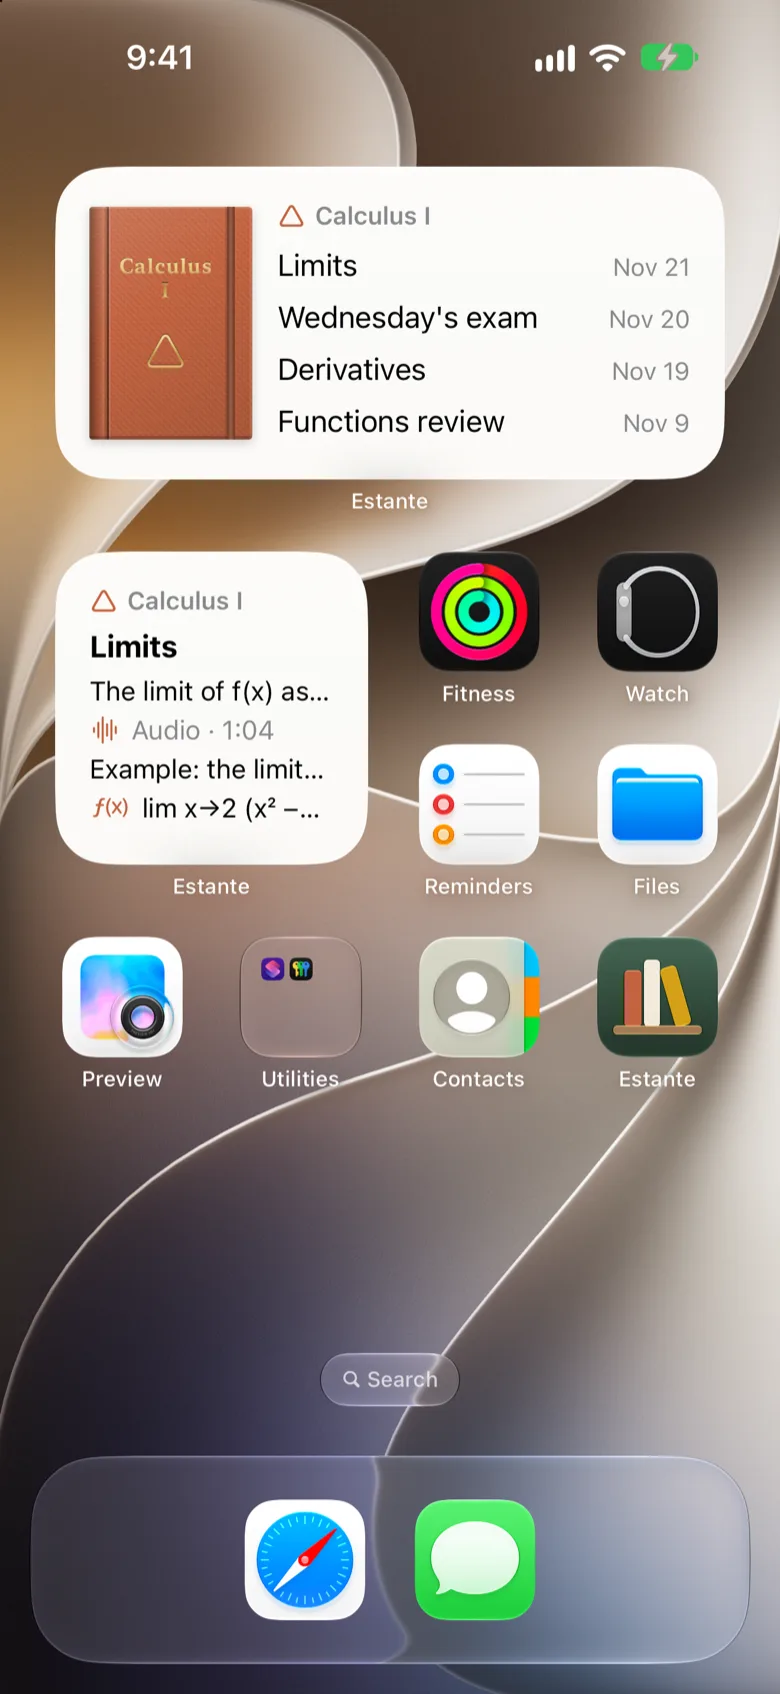 9:41
Calculus I
Calculus
I
Limits Nov 21
Wednesday's exam Nov 20
Derivatives Nov 19
Functions review Nov 9
Estante
Calculus I
Limits
The limit of f(x) as...
Audio · 1:04
Example: the limit...
f(x) lim x→2 (x² –...
Estante
Fitness
Watch
Reminders
Files
Preview
Utilities
Contacts
Estante
Search